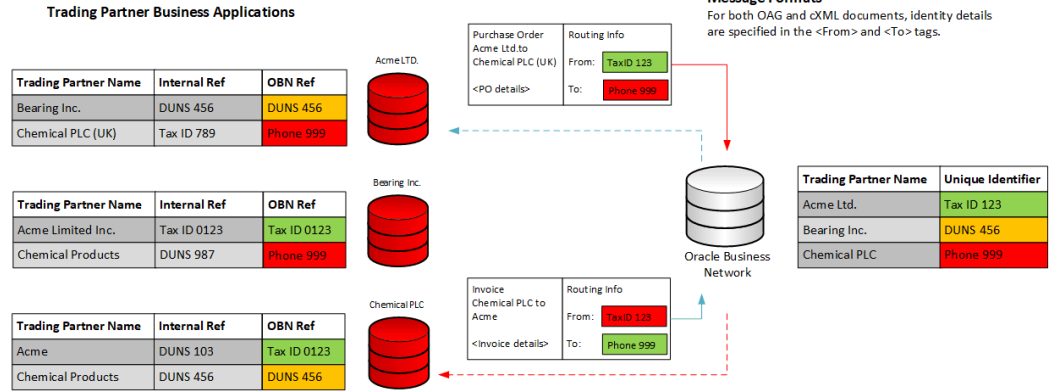 Trading Partner Business Applications
Message Formats
For both OAG and cXML documents, identity details
are specified in the <From> and <To> tags.
Purchase Order
Acme Ltd.to
Chemical PLC (UK)
<PO details>
Routing Info
From: TaxID 123
To: Phone 999
Acme LTD.
Trading Partner Name Internal Ref OBN Ref
Bearing Inc. DUNS 456 DUNS 456
Chemical PLC (UK) Tax ID 789 Phone 999
Bearing Inc.
Trading Partner Name Internal Ref OBN Ref
Acme Limited Inc. Tax ID 0123 Tax ID 0123
Chemical Products DUNS 987 Phone 999
Oracle Business
Network
Trading Partner Name Unique Identifier
Acme Ltd. Tax ID 123
Bearing Inc. DUNS 456
Chemical PLC Phone 999
Invoice
Chemical PLC to
Acme
<Invoice details>
Routing Info
From: TaxID 123
To: Phone 999
Chemical PLC
Trading Partner Name Internal Ref OBN Ref
Acme DUNS 103 Tax ID 0123
Chemical Products DUNS 456 DUNS 456